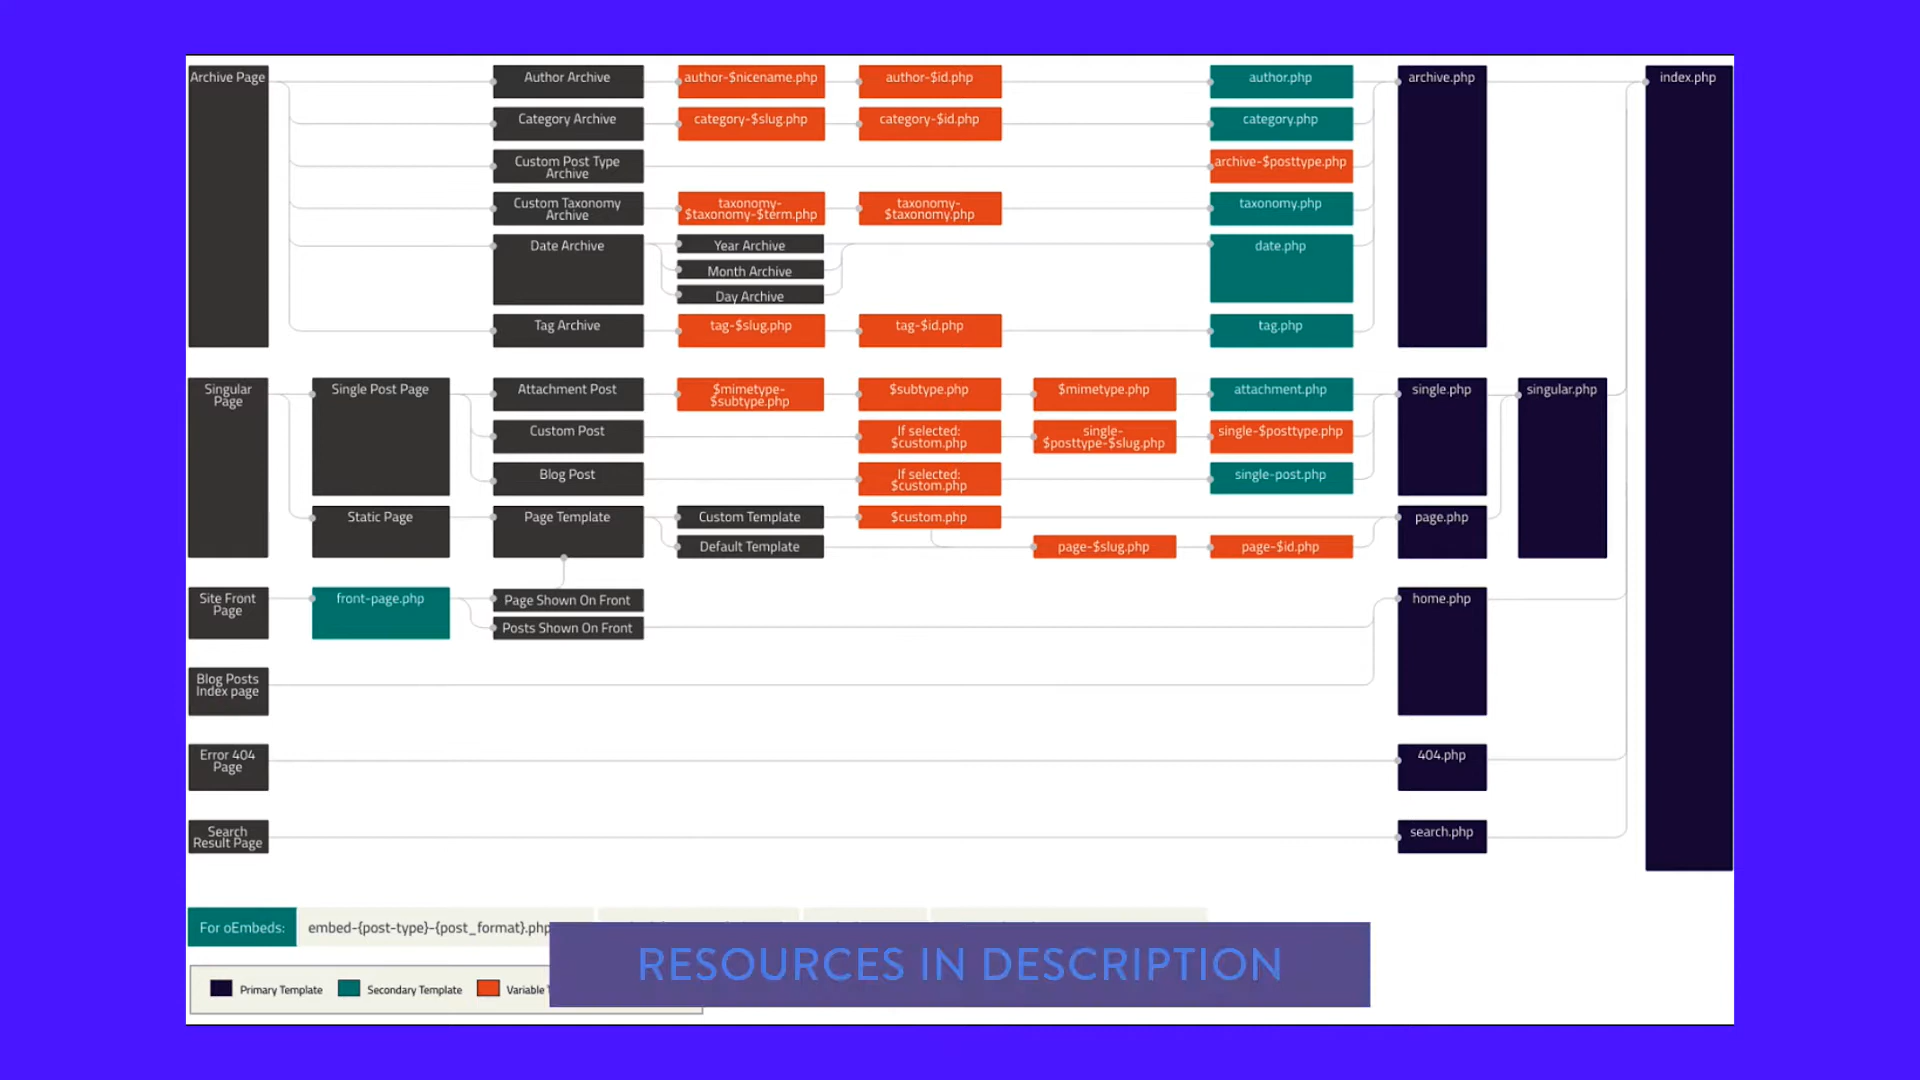 Archive Page
Author Archive
author-$nicename.php
author-$id.php
author.php
archive.php
index.php
Category Archive
category-$slug.php
category-$id.php
category.php
Custom Post Type
Archive
archive-$posttype.php
Custom Taxonomy
Archive
taxonomy-
$taxonomy-$term.php
taxonomy-
$taxonomy.php
taxonomy.php
Date Archive
Year Archive
Month Archive
Day Archive
date.php
Tag Archive
tag-$slug.php
tag-$id.php
tag.php
Singular
Page
Single Post Page
Attachment Post
$mimetype-
$subtype.php
$subtype.php
$mimetype.php
attachment.php
single.php
singular.php
Custom Post
If selected:
$custom.php
single-
$posttype-$slug.php
single-$posttype.php
Blog Post
If selected:
$custom.php
single-post.php
Static Page
Page Template
Custom Template
$custom.php
page.php
Default Template
page-$slug.php
page-$id.php
Site Front
Page
front-page.php
Page Shown On Front
Posts Shown On Front
home.php
Blog Posts
Index page
Error 404
Page
404.php
Search
Result Page
search.php
For oEmbeds:
embed-{post-type}-{post_format}.php
RESOURCES IN DESCRIPTION
Primary Template
Secondary Template
Variable